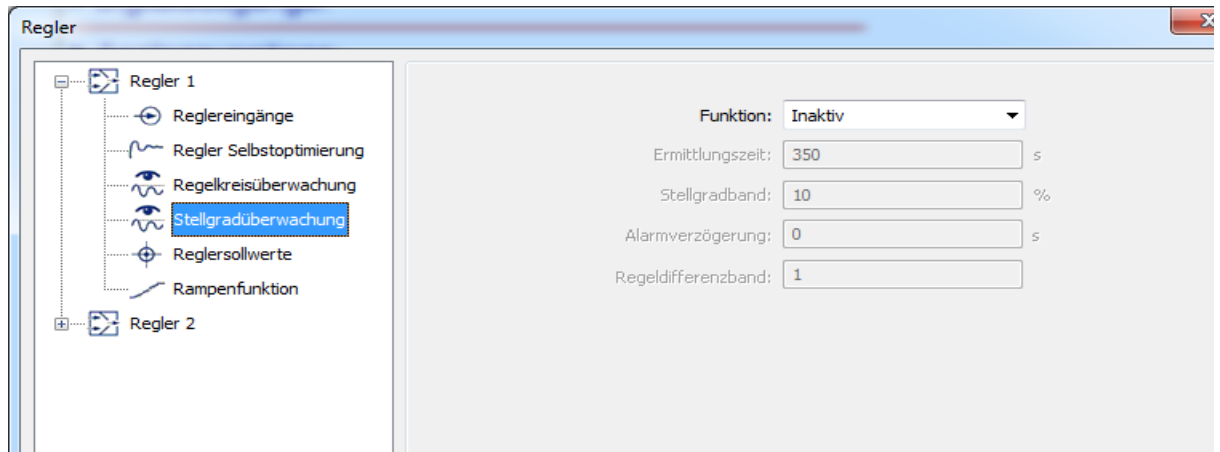 Regler
Regler 1
Reglereingänge
Regler Selbstoptimierung
Regelkreisüberwachung
Stellgradüberwachung
Reglersollwerte
Rampenfunktion
Regler 2
Funktion: Inaktiv
Ermittlungszeit: 350 s
Stellgradband: 10 %
Alarmverzögerung: 0 s
Regeldifferenzband: 1